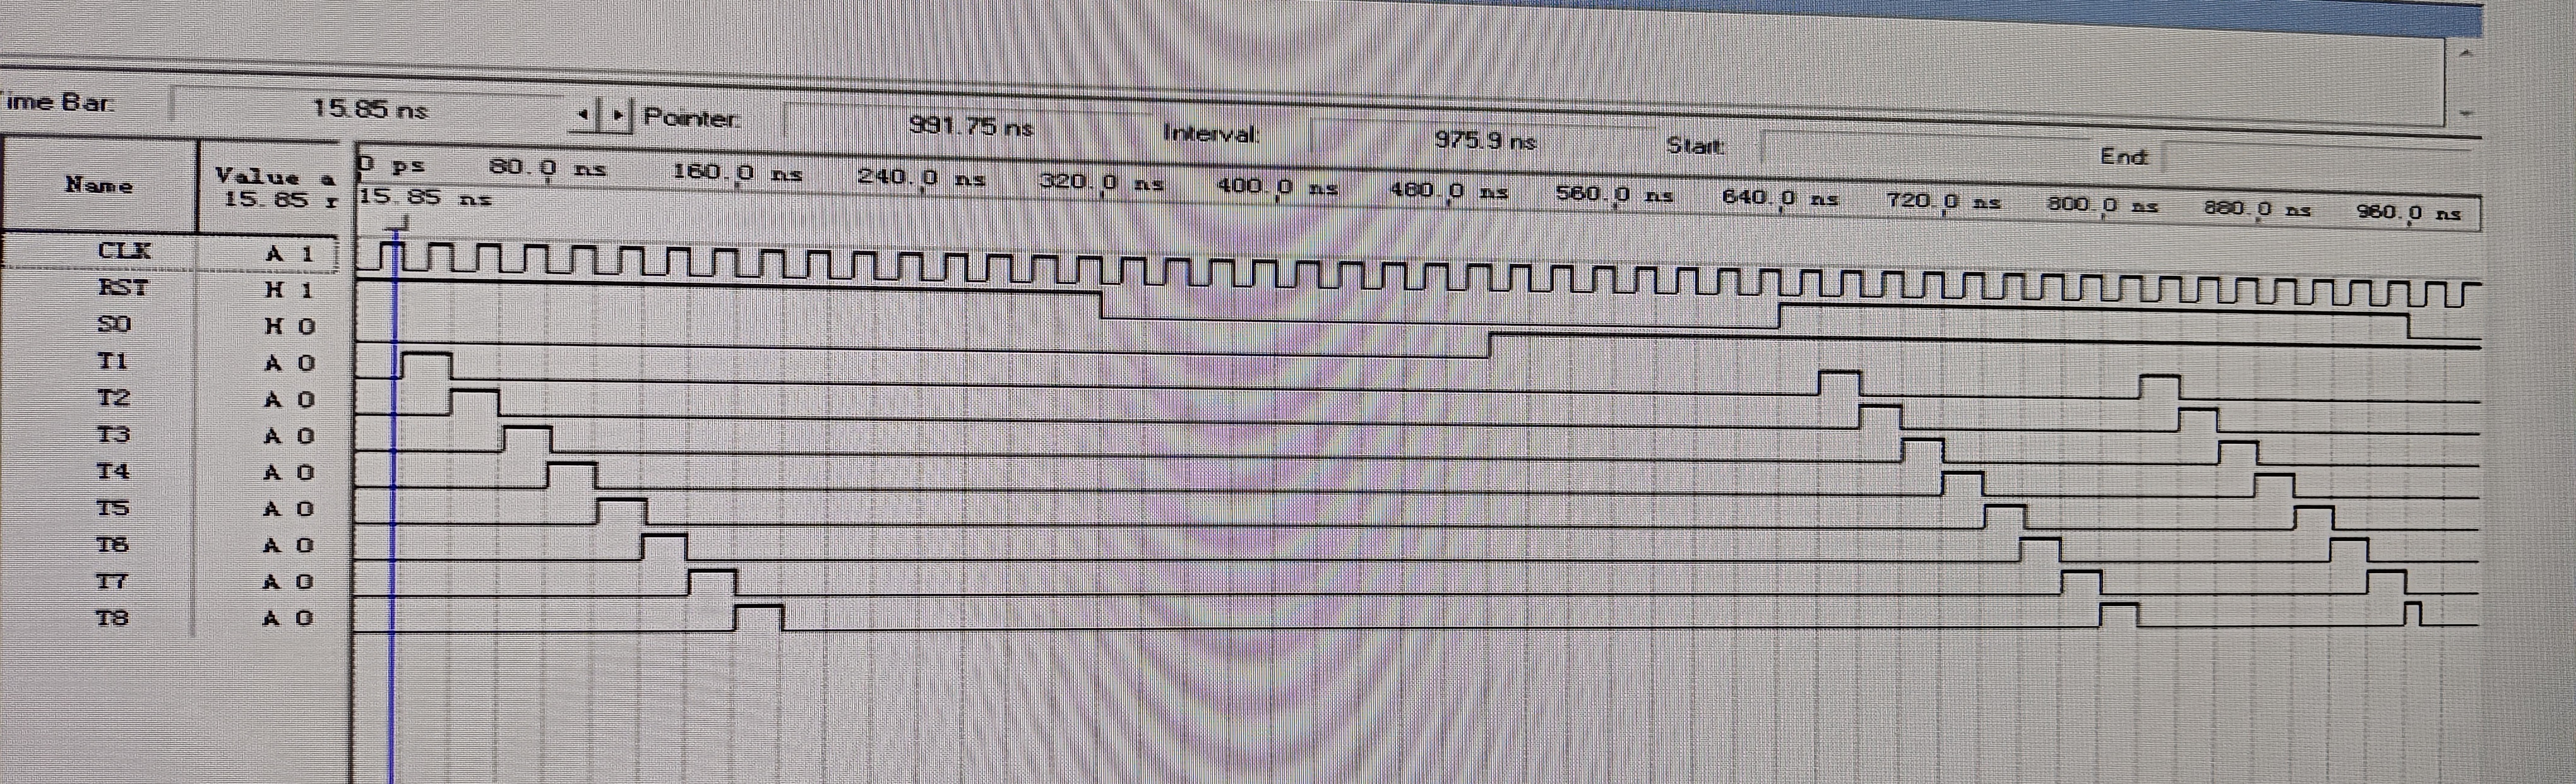 ime Bar: 15.85 ns Pointer: 991.75 ns Interval: 975.9 ns Start: End:
Name Value a 15.85 r
0 ps 80.0 ns 160.0 ns 240.0 ns 320.0 ns 400.0 ns 480.0 ns 560.0 ns 640.0 ns 720.0 ns 800.0 ns 880.0 ns 960.0 ns
15.85 ns
CLK A 1
RST H 1
S0 H 0
T1 A 0
T2 A 0
T3 A 0
T4 A 0
T5 A 0
T6 A 0
T7 A 0
T8 A 0